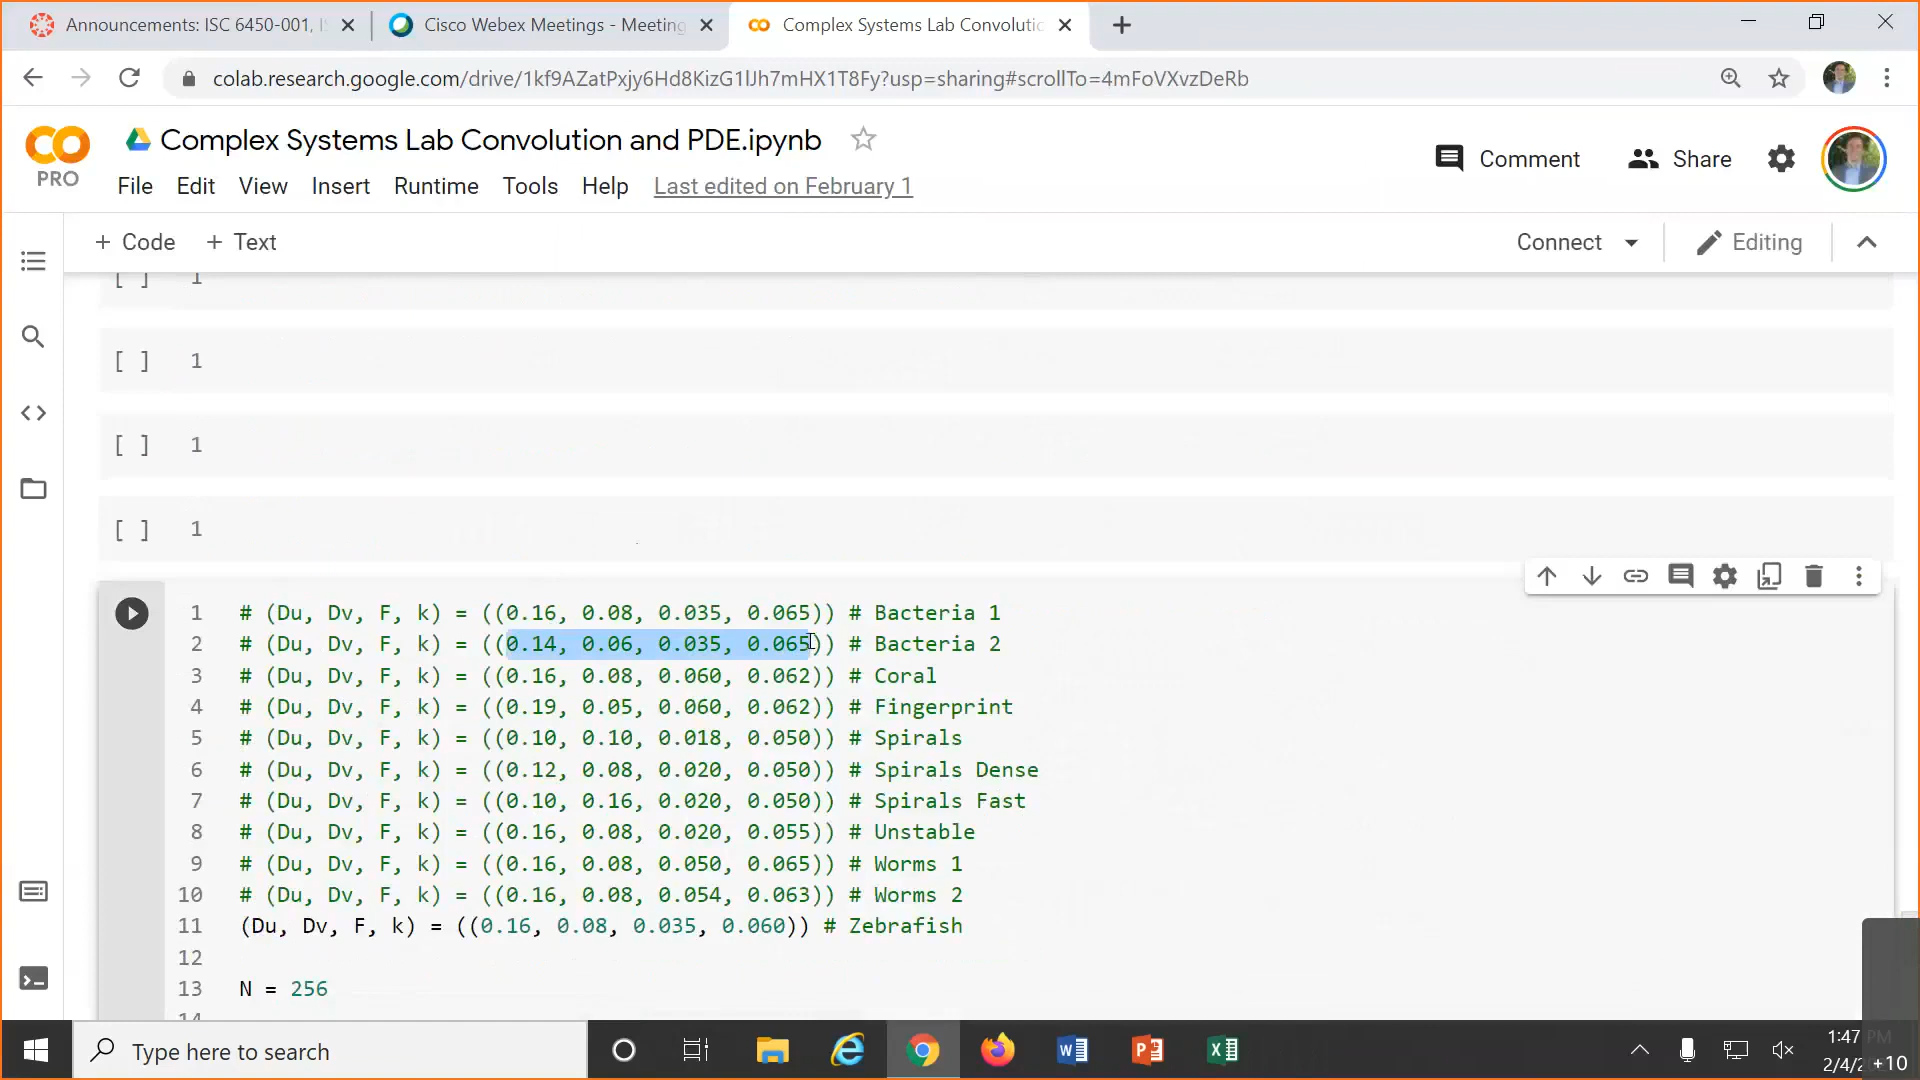 Announcements: ISC 6450-001, I
Cisco Webex Meetings - Meeting
Complex Systems Lab Convolutio
colab.research.google.com/drive/1kf9AZatPxjy6Hd8KizG1lJh7mHX1T8Fy?usp=sharing#scrollTo=4mFoVXvzDeRb
CO
PRO
Complex Systems Lab Convolution and PDE.ipynb
Comment
Share
File Edit View Insert Runtime Tools Help Last edited on February 1
+ Code + Text
Connect
Editing
[ ] 1
[ ] 1
[ ] 1
[ ] 1
1 # (Du, Dv, F, k) = ((0.16, 0.08, 0.035, 0.065)) # Bacteria 1
2 # (Du, Dv, F, k) = ((0.14, 0.06, 0.035, 0.065)) # Bacteria 2
3 # (Du, Dv, F, k) = ((0.16, 0.08, 0.060, 0.062)) # Coral
4 # (Du, Dv, F, k) = ((0.19, 0.05, 0.060, 0.062)) # Fingerprint
5 # (Du, Dv, F, k) = ((0.10, 0.10, 0.018, 0.050)) # Spirals
6 # (Du, Dv, F, k) = ((0.12, 0.08, 0.020, 0.050)) # Spirals Dense
7 # (Du, Dv, F, k) = ((0.10, 0.16, 0.020, 0.050)) # Spirals Fast
8 # (Du, Dv, F, k) = ((0.16, 0.08, 0.020, 0.055)) # Unstable
9 # (Du, Dv, F, k) = ((0.16, 0.08, 0.050, 0.065)) # Worms 1
10 # (Du, Dv, F, k) = ((0.16, 0.08, 0.054, 0.063)) # Worms 2
11 (Du, Dv, F, k) = ((0.16, 0.08, 0.035, 0.060)) # Zebrafish
12
13 N = 256
14
Type here to search
1:47 PM
2/4/2 +10